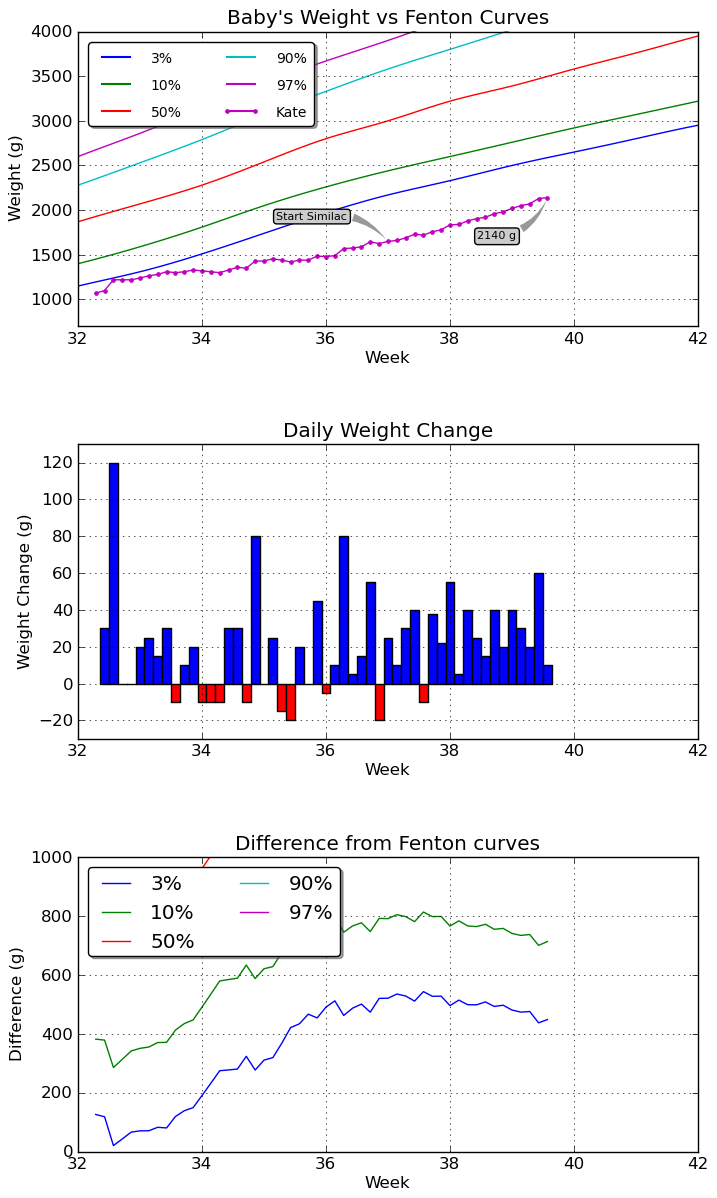 Baby's Weight vs Fenton Curves
4000
3500
3000
2500
2000
1500
1000
Weight (g)
3% 90%
10% 97%
50% Kate
Start Similac
2140 g
32 34 36 38 40 42
Week
Daily Weight Change
120
100
80
60
40
20
0
−20
Weight Change (g)
32 34 36 38 40 42
Week
Difference from Fenton curves
1000
800
600
400
200
0
Difference (g)
3% 90%
10% 97%
50%
32 34 36 38 40 42
Week